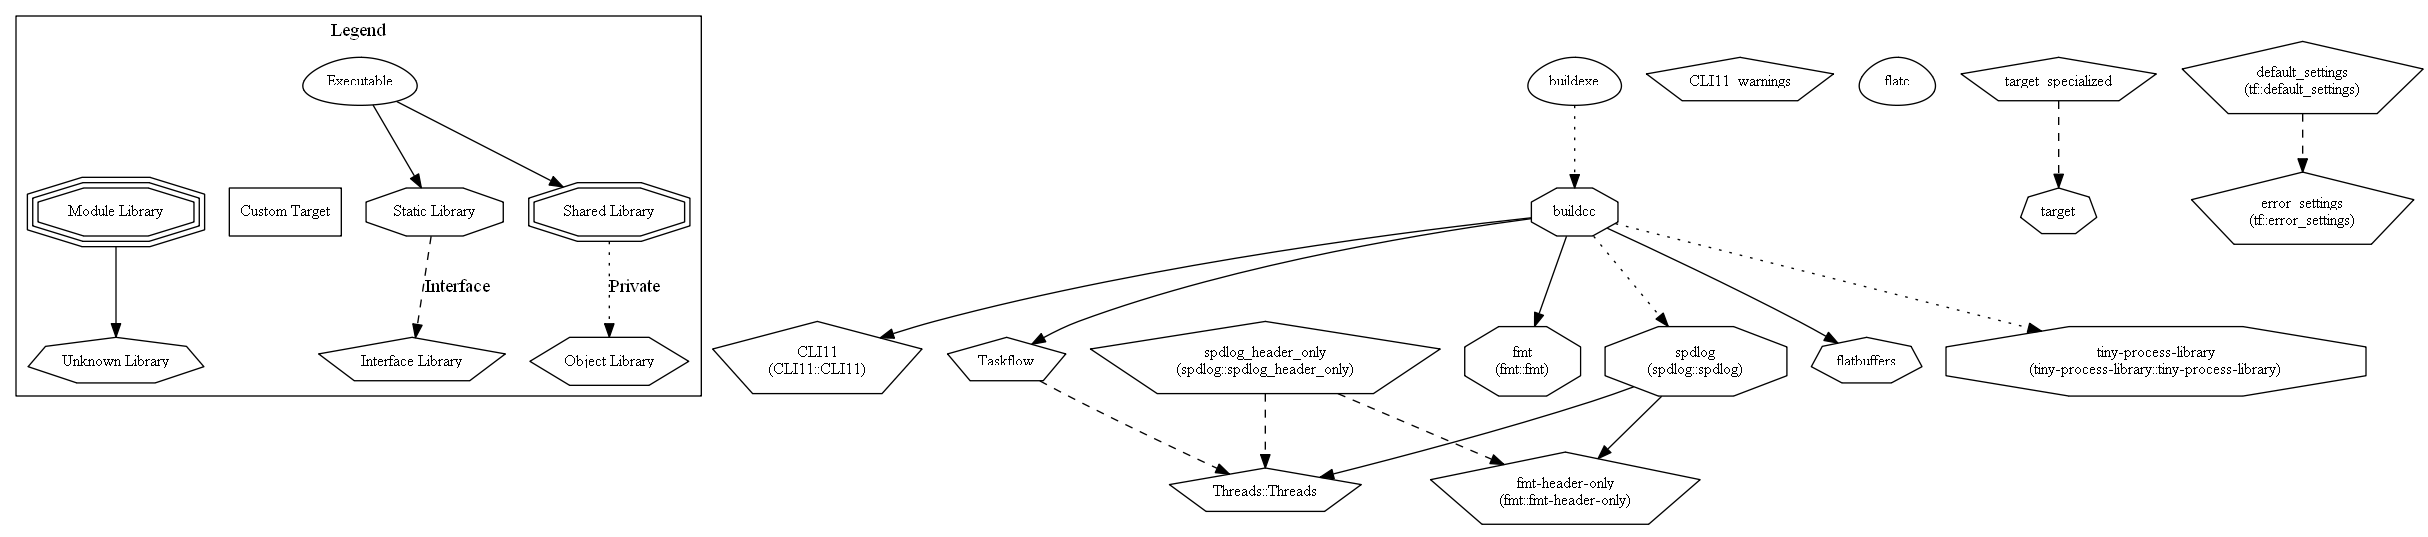 Legend
Executable
Module Library
Custom Target
Static Library
Shared Library
Interface
Private
Unknown Library
Interface Library
Object Library
buildexe
CLI11_warnings
flatc
target_specialized
default_settings
(tf::default_settings)
buildcc
target
error_settings
(tf::error_settings)
CLI11
(CLI11::CLI11)
Taskflow
spdlog_header_only
(spdlog::spdlog_header_only)
fmt
(fmt::fmt)
spdlog
(spdlog::spdlog)
flatbuffers
tiny-process-library
(tiny-process-library::tiny-process-library)
Threads::Threads
fmt-header-only
(fmt::fmt-header-only)